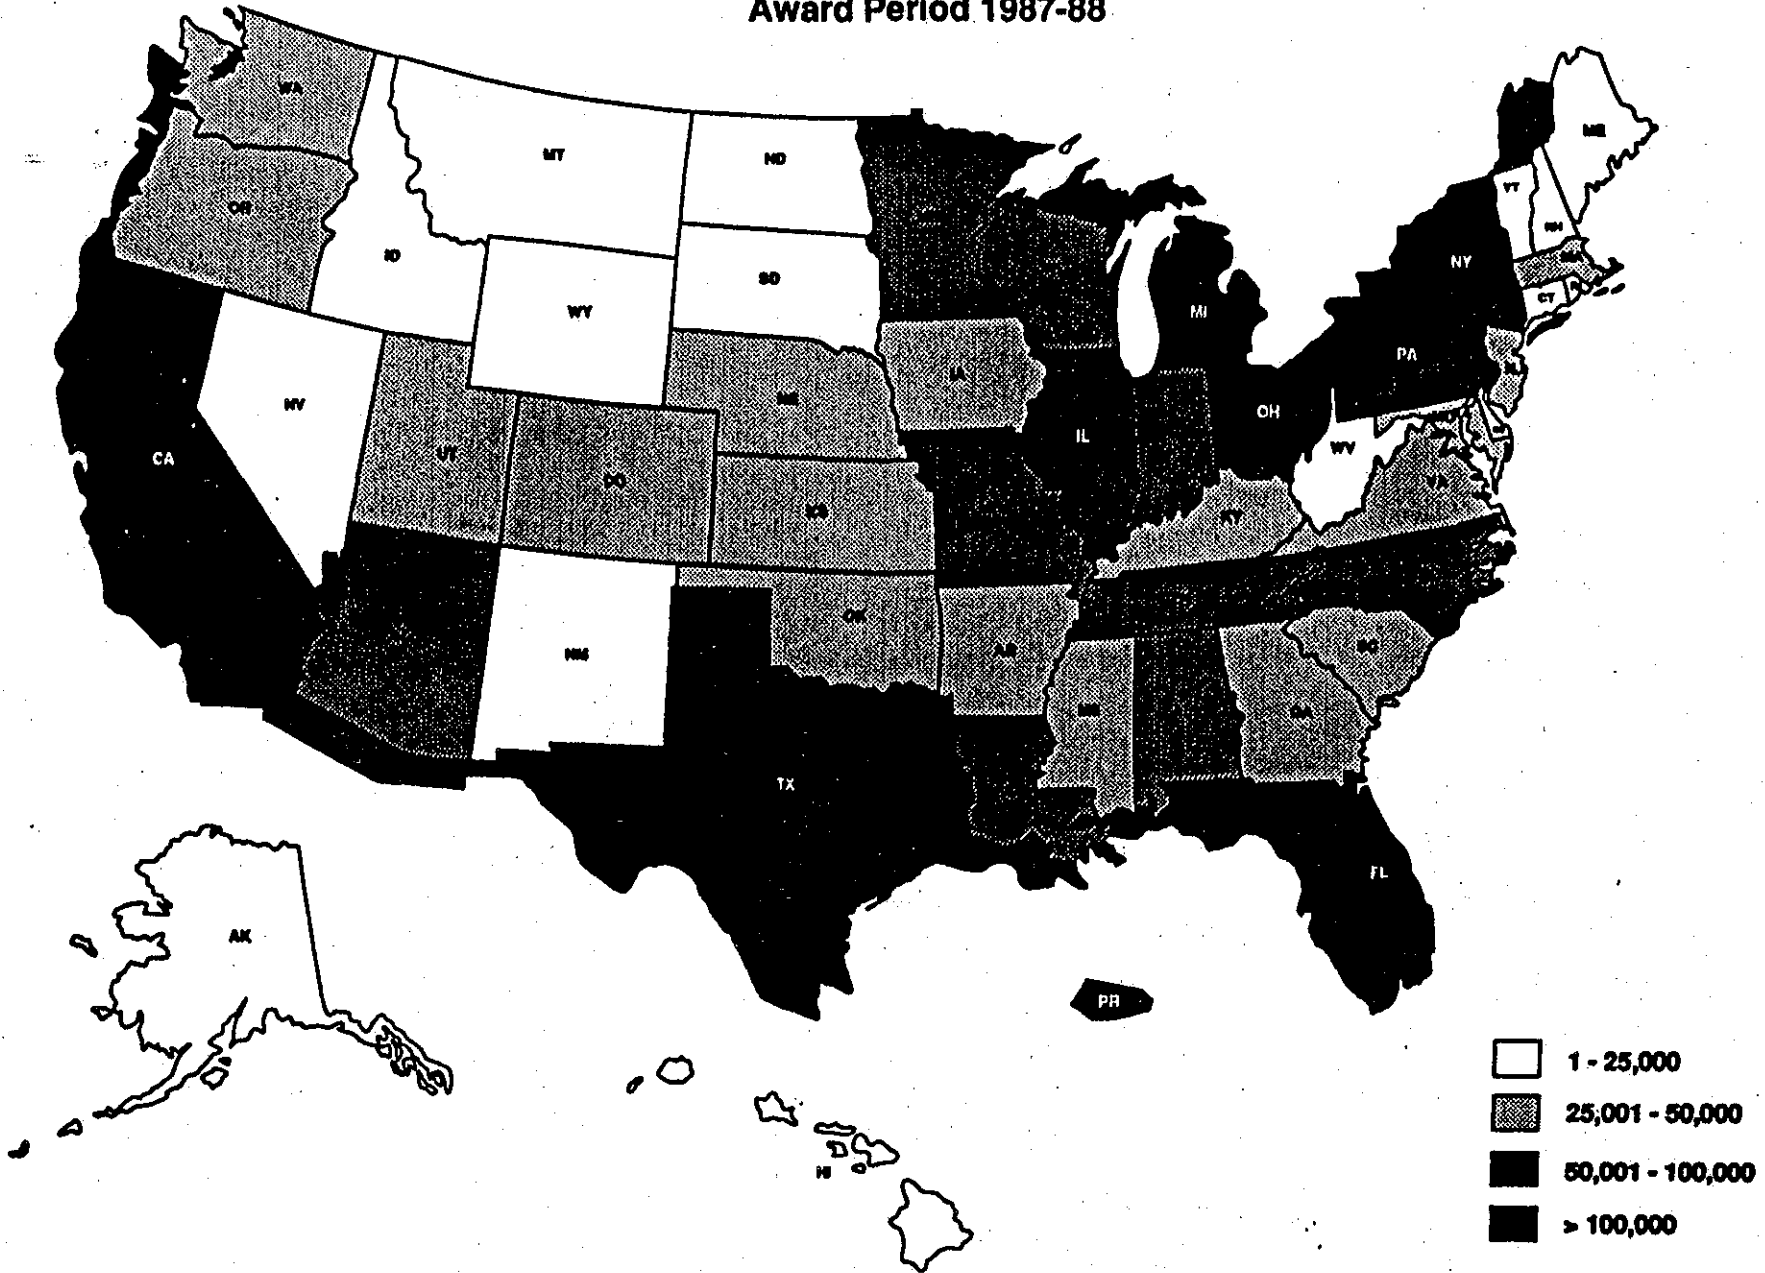 Award Period 1987-88
WA
MT
ND
ME
OR
VT
ID
NH
SD
NY
MA
WY
CT
MI
PA
IA
NJ
NV
NE
OH
IL
WV
CA
UT
CO
VA
KS
KY
OK
NM
AR
SC
MS
GA
TX
FL
AK
PR
HI
1 - 25,000
25,001 - 50,000
50,001 - 100,000
> 100,000